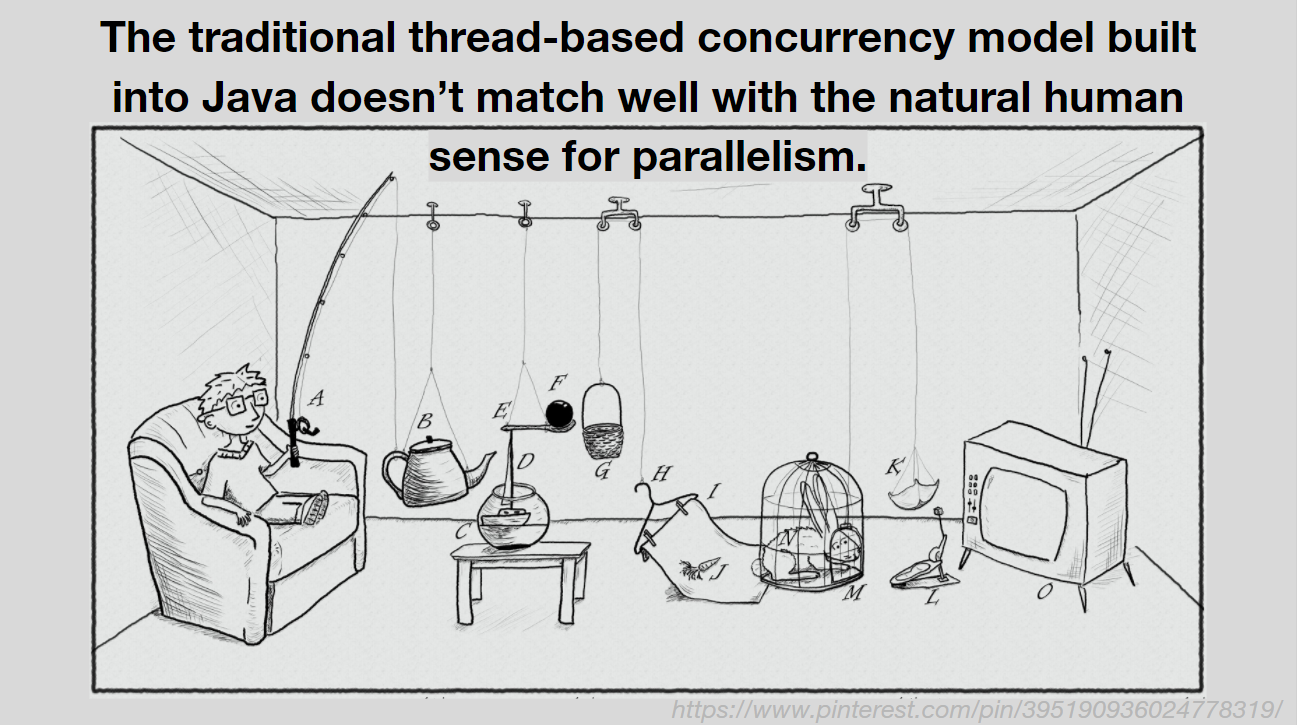 The traditional thread-based concurrency model built
into Java doesn’t match well with the natural human
sense for parallelism.
A
B
C
D
E
F
G
H
I
J
K
L
M
N
O
https://www.pinterest.com/pin/395190936024778319/